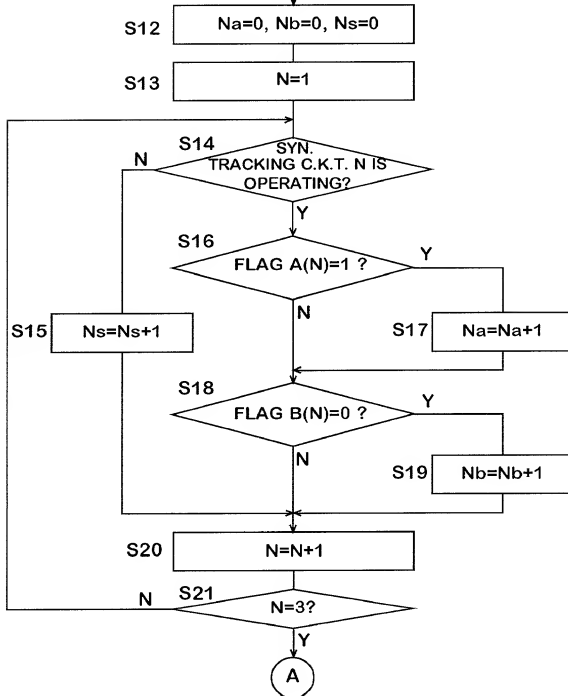 S12
Na=0, Nb=0, Ns=0
S13
N=1
S14
SYN.
TRACKING C.K.T. N IS
OPERATING?
N
Y
S16
FLAG A(N)=1 ?
Y
N
S15
Ns=Ns+1
S17
Na=Na+1
S18
FLAG B(N)=0 ?
Y
N
S19
Nb=Nb+1
S20
N=N+1
S21
N=3?
N
Y
A